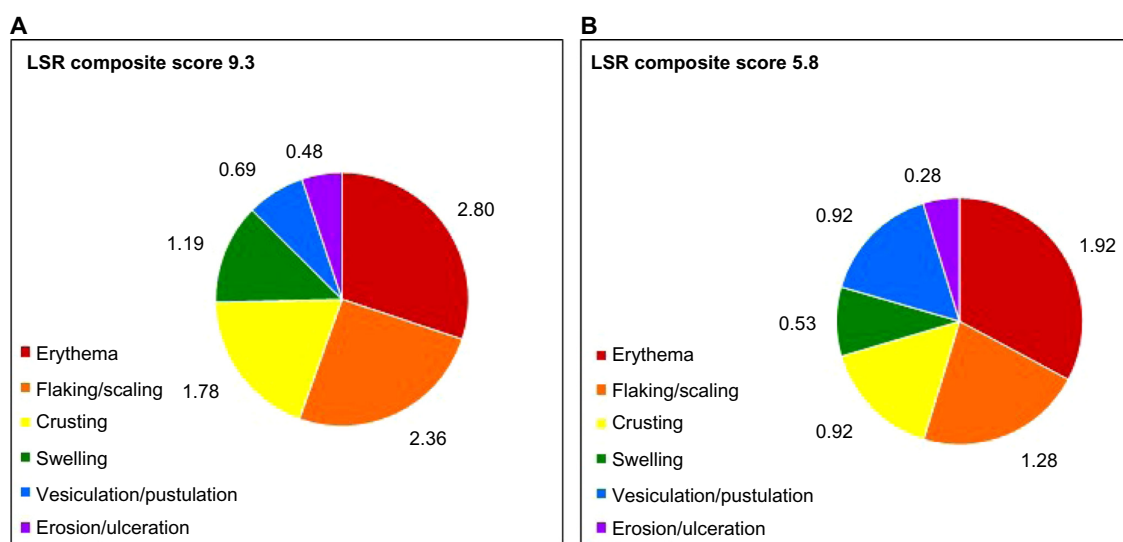 A
LSR composite score 9.3
0.48
0.69
2.80
1.19
1.78
2.36
Erythema
Flaking/scaling
Crusting
Swelling
Vesiculation/pustulation
Erosion/ulceration
B
LSR composite score 5.8
0.28
0.92
1.92
0.53
0.92
1.28
Erythema
Flaking/scaling
Crusting
Swelling
Vesiculation/pustulation
Erosion/ulceration